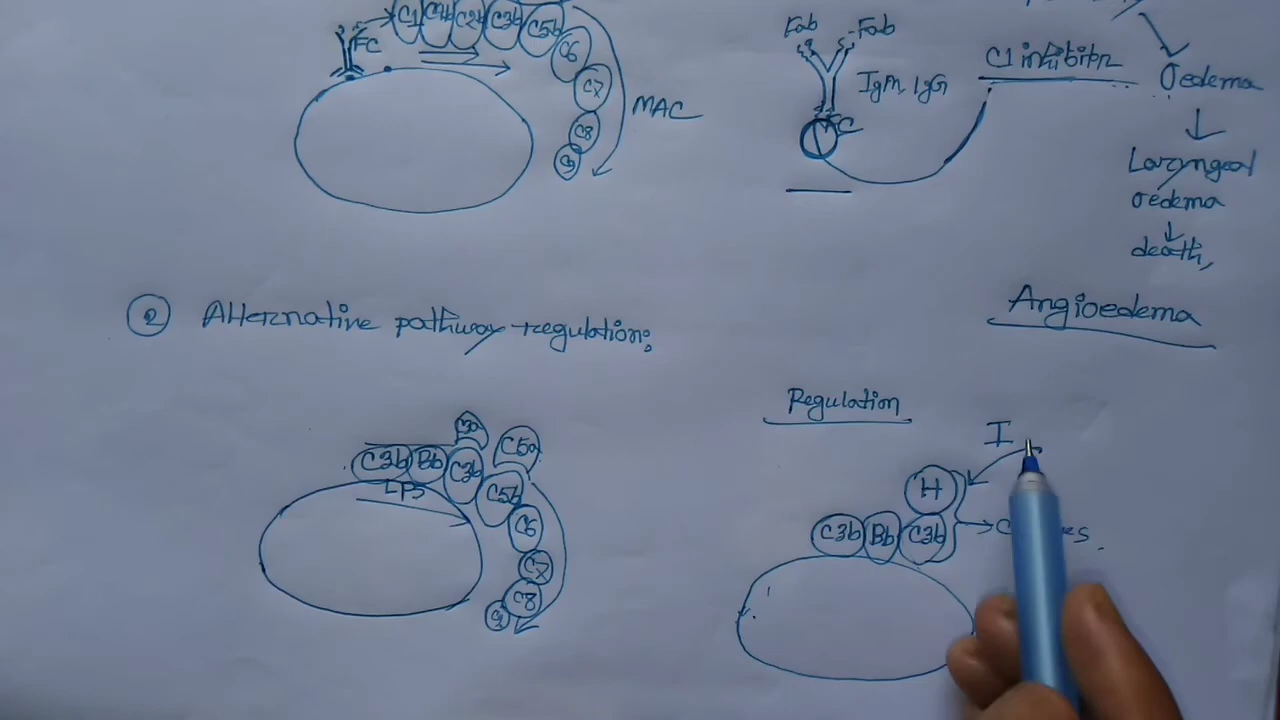 C1 C4b C2b C3b C5b C6 C7 C8 C9
FC
MAC
Fab Fab
IgM, IgG
FC
C1 inhibitor
Oedema
Laryngeal
oedema
death,
Angioedema
2 Alternative pathway regulation:
C3b Bb C3b C3a C5a
LPS
C5b
C6
C7
C8
C9
Regulation
I
H
C3b Bb C3b